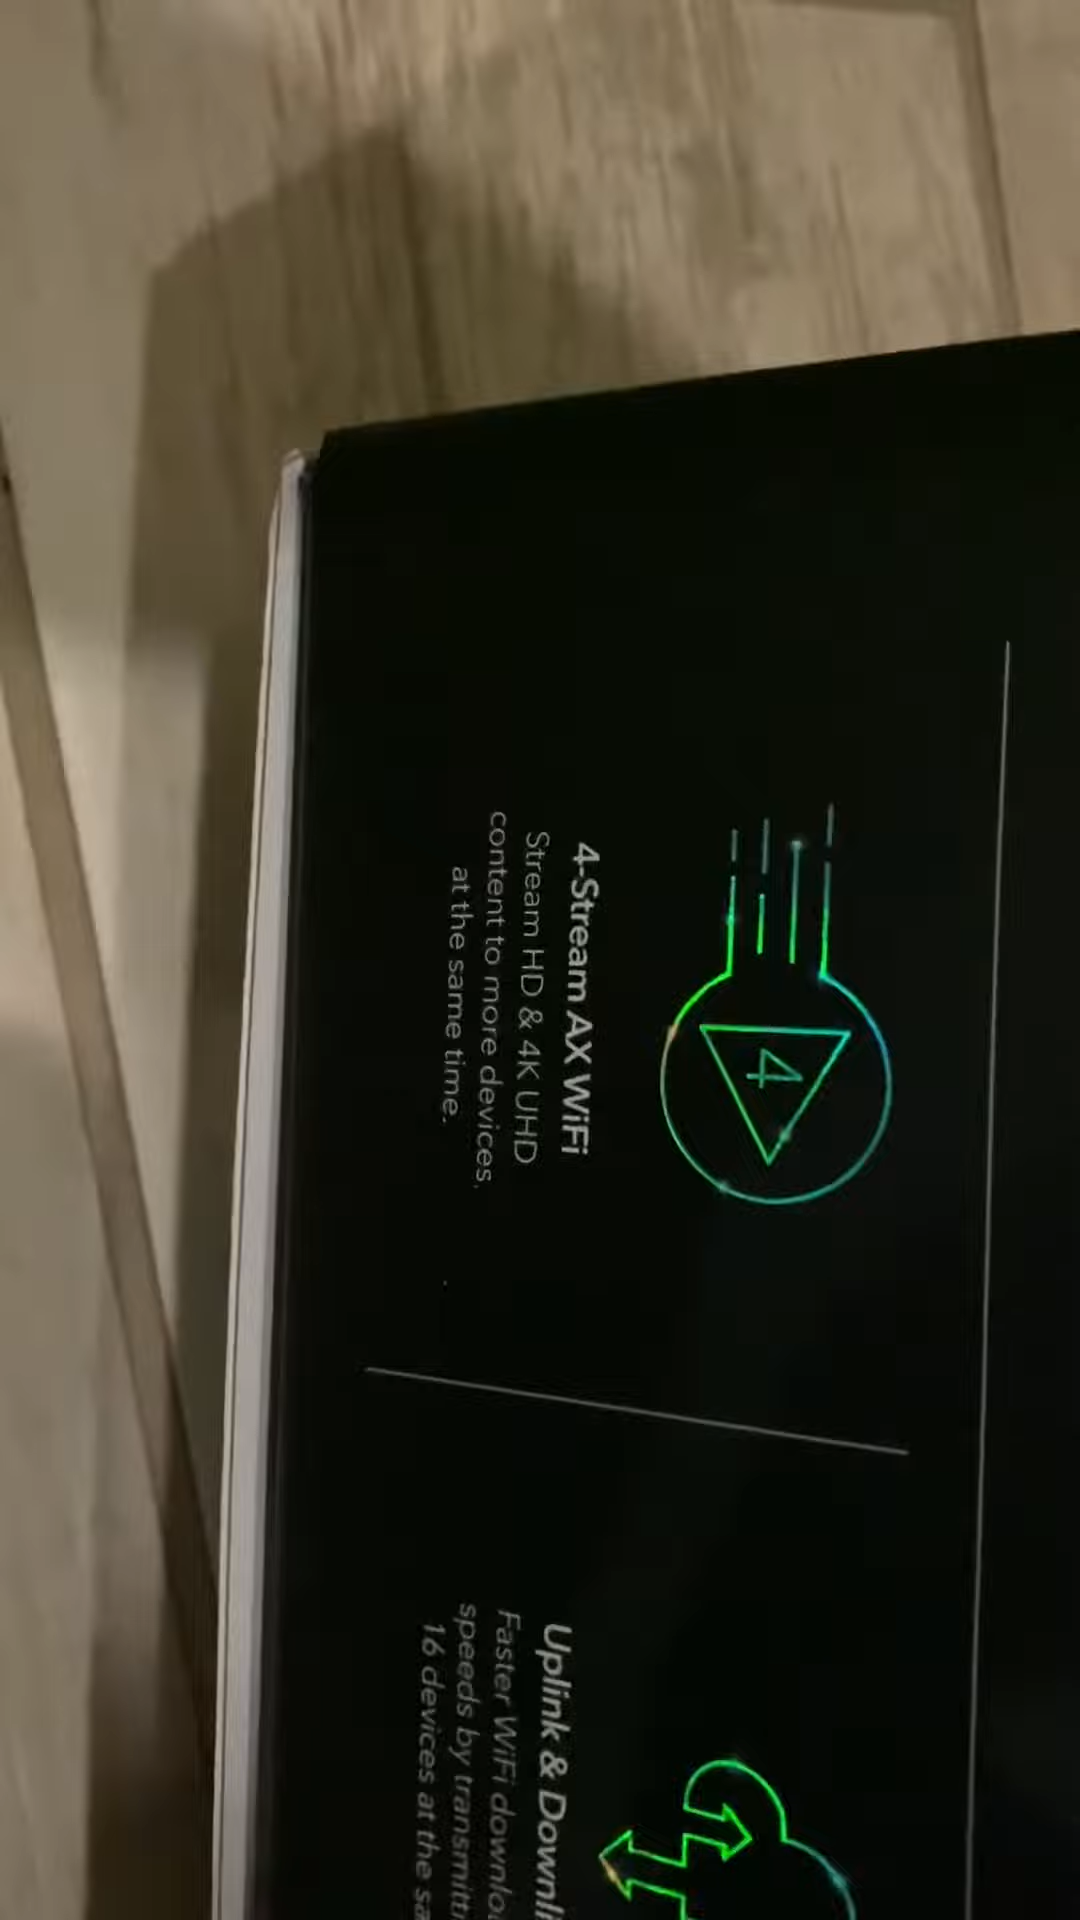 4
4-Stream AX WiFi
Stream HD & 4K UHD
content to more devices,
at the same time.
Uplink & Downli
Faster WiFi downlo
speeds by transmitti
16 devices at the sa